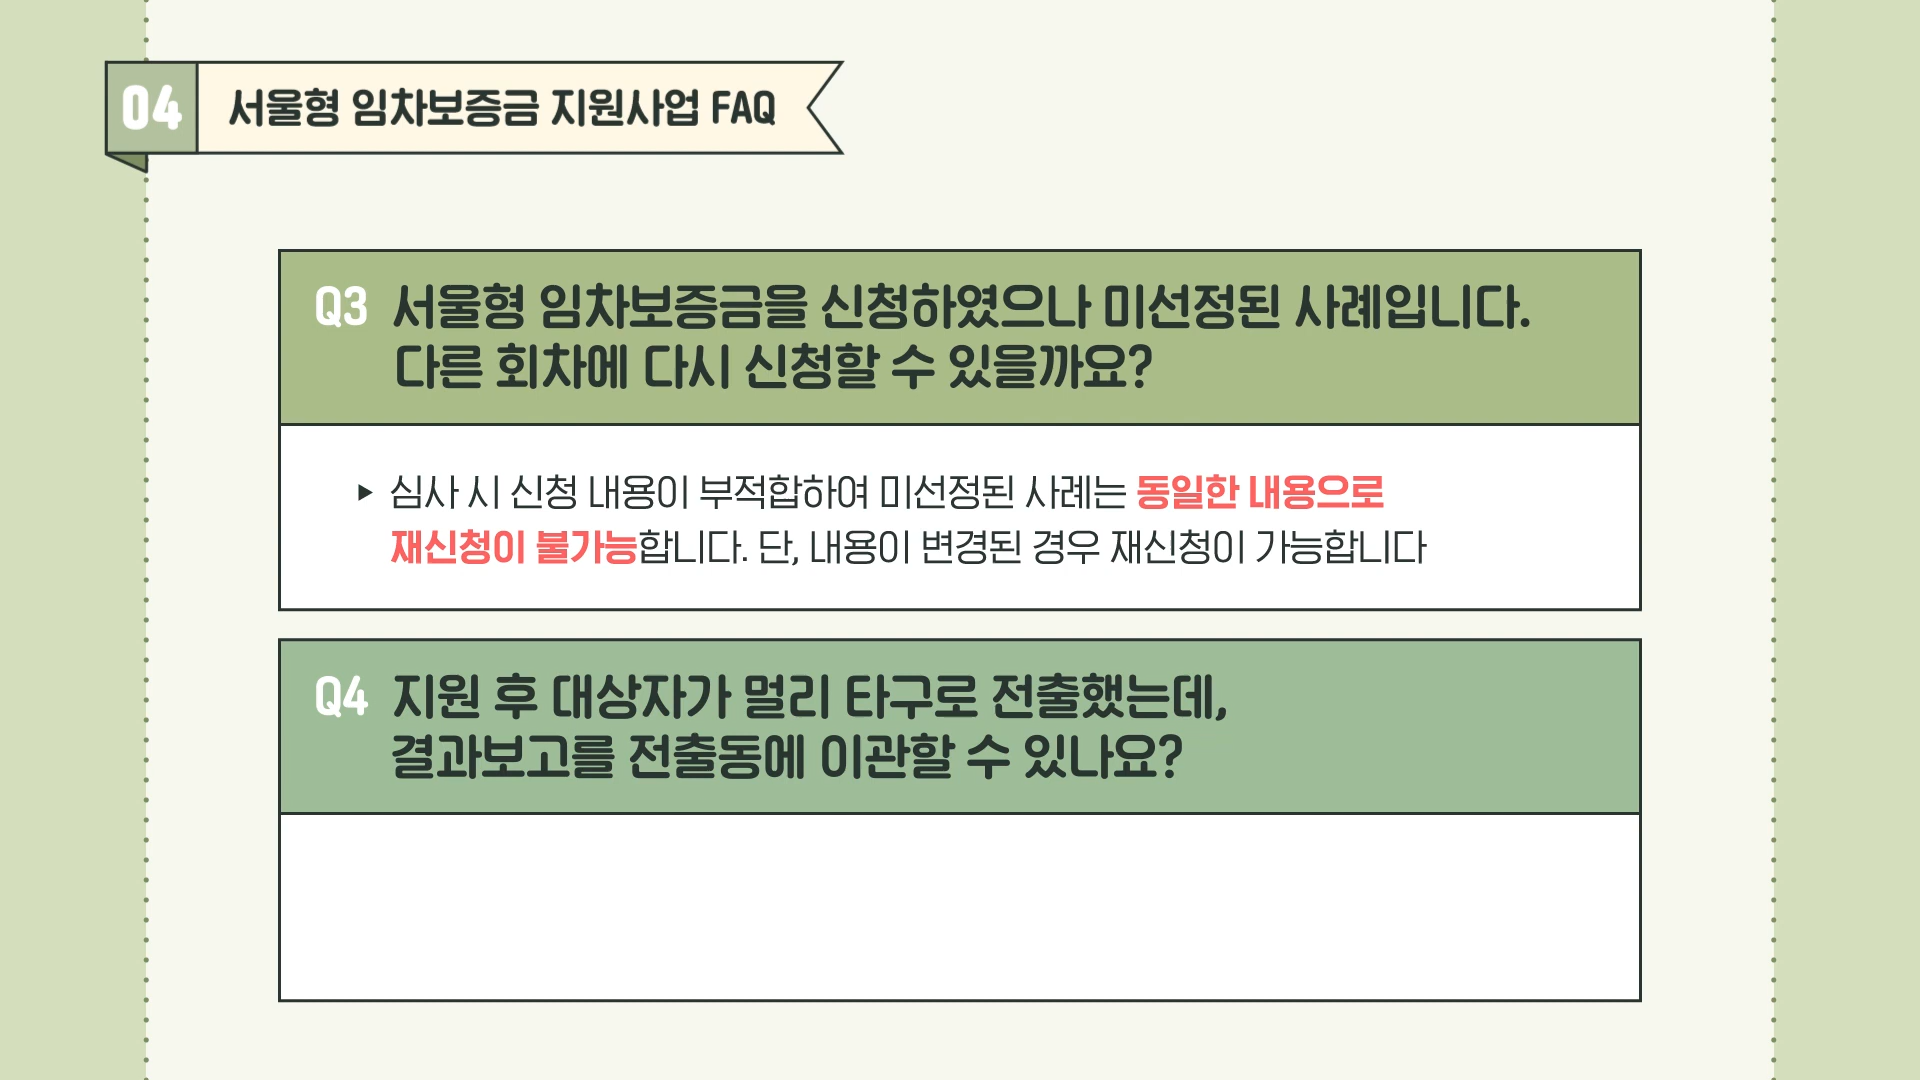 04 서울형 임차보증금 지원사업 FAQ
Q3 서울형 임차보증금을 신청하였으나 미선정된 사례입니다.
다른 회차에 다시 신청할 수 있을까요?
▶ 심사 시 신청 내용이 부적합하여 미선정된 사례는 동일한 내용으로
재신청이 불가능합니다. 단, 내용이 변경된 경우 재신청이 가능합니다
Q4 지원 후 대상자가 멀리 타구로 전출했는데,
결과보고를 전출동에 이관할 수 있나요?